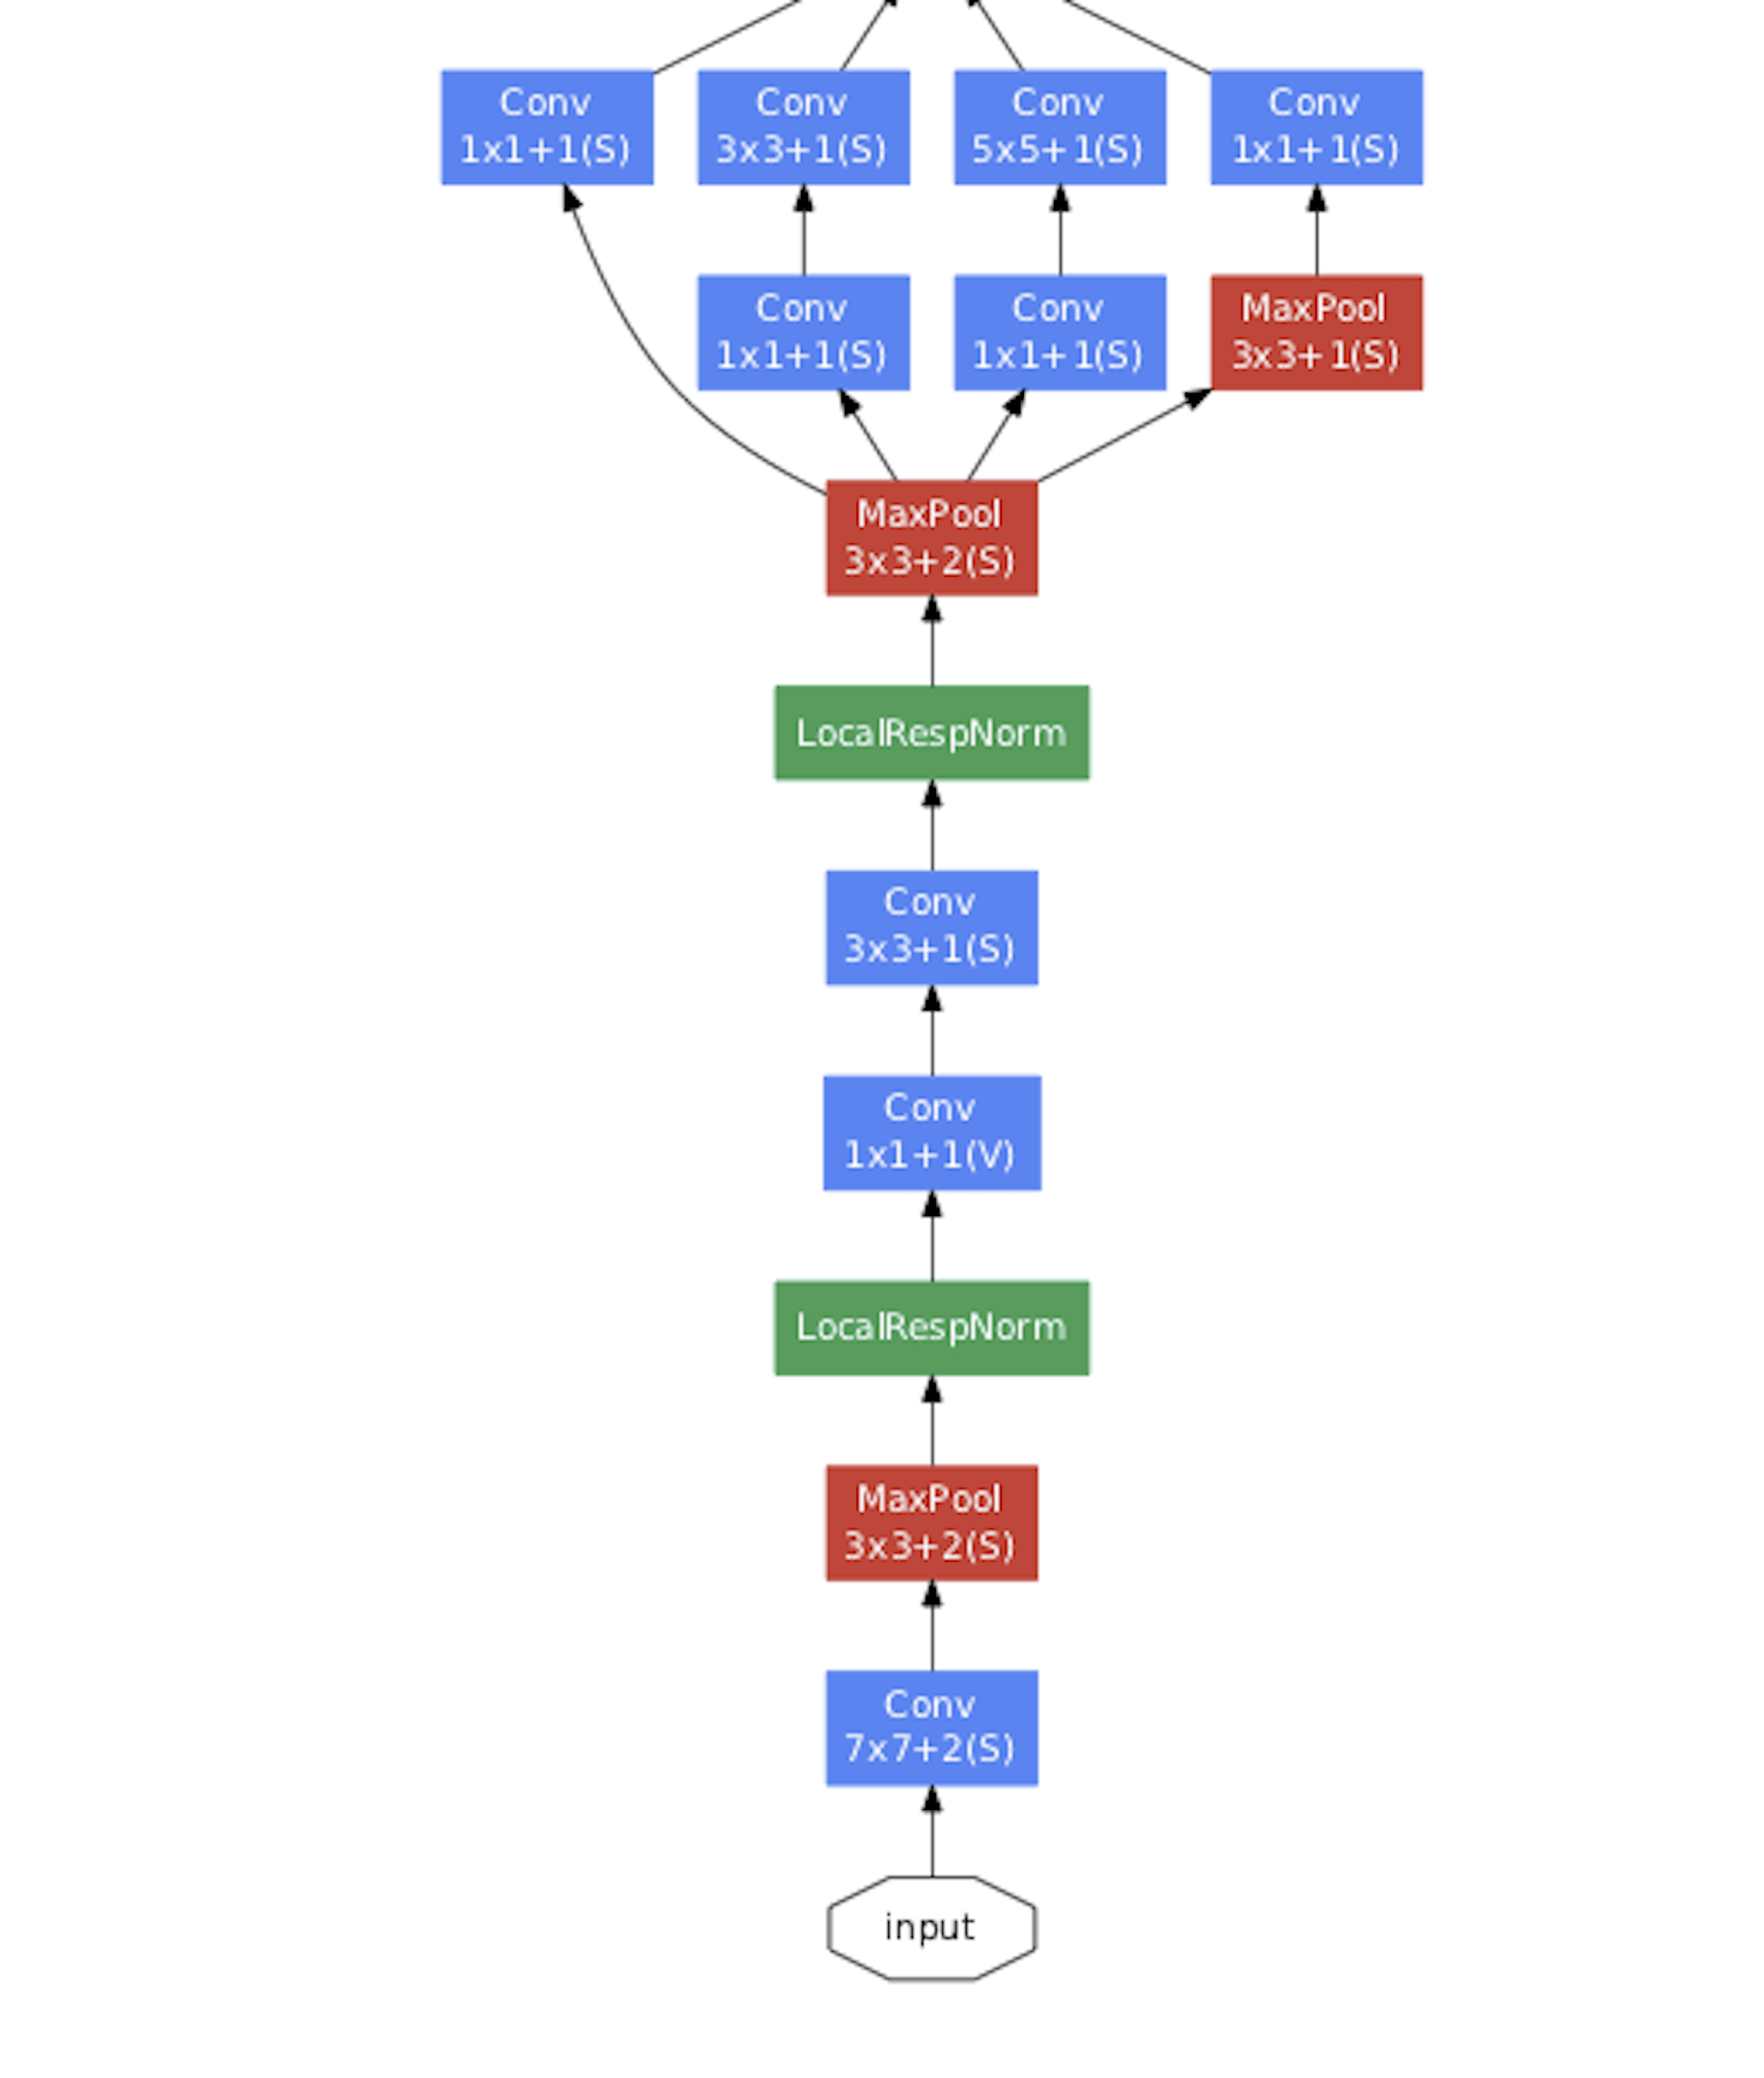 Conv
1x1+1(S)
Conv
3x3+1(S)
Conv
5x5+1(S)
Conv
1x1+1(S)
Conv
1x1+1(S)
Conv
1x1+1(S)
MaxPool
3x3+1(S)
MaxPool
3x3+2(S)
LocalRespNorm
Conv
3x3+1(S)
Conv
1x1+1(V)
LocalRespNorm
MaxPool
3x3+2(S)
Conv
7x7+2(S)
input